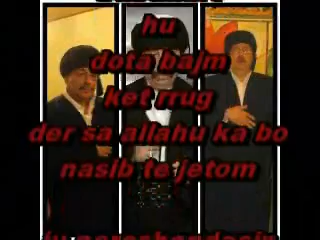 hu
dota bajm
ket rrug
der sa allahu ka bo
nasib te jetom